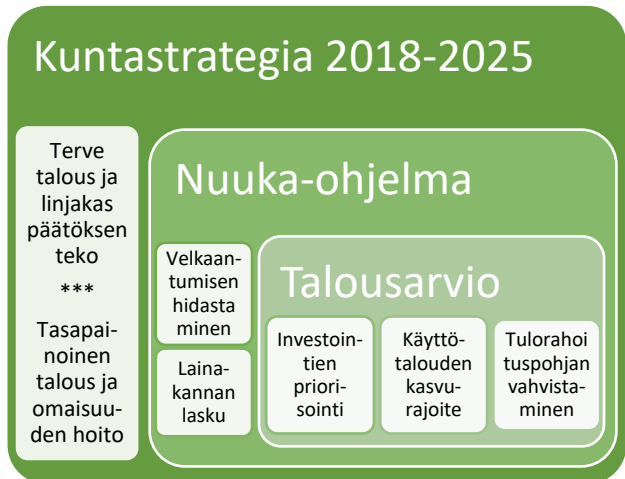 Kuntastrategia 2018-2025
Terve
talous ja
linjakas
päätöksen
teko
***
Tasapai-
noinen
talous ja
omaisuu-
den hoito
Nuuka-ohjelma
Velkaan-
tumisen
hidasta
minen
Laina-
kannan
lasku
Talousarvio
Investoin-
tien
priori-
sointi
Käyttö-
talouden
kasvu-
rajoite
Tulorahoi
tuspohjan
vahvista-
minen